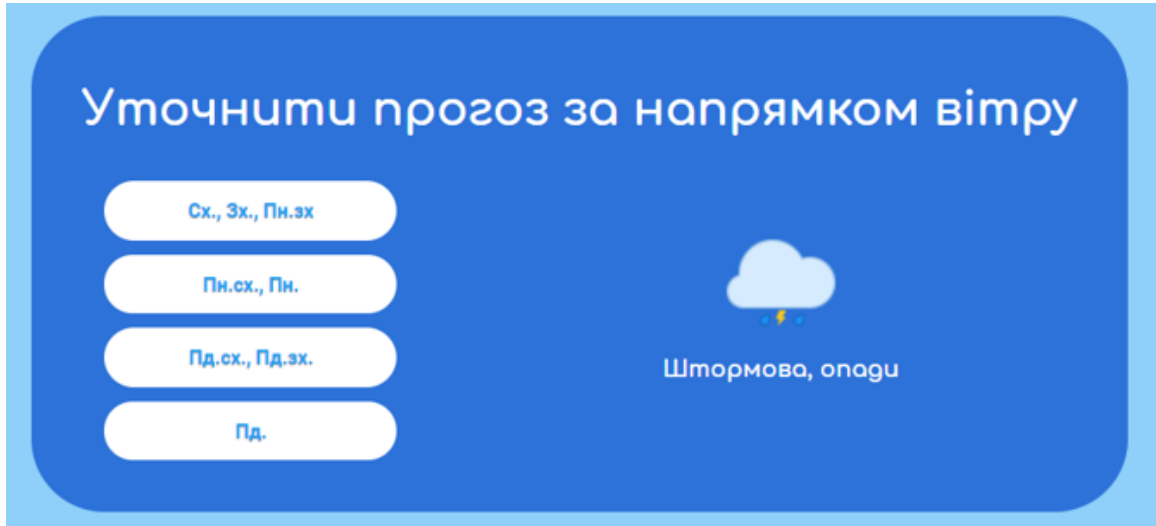 Уточнити прогоз за напрямком вітру
Сх., Зх., Пн.зх
Пн.сх., Пн.
Пд.сх., Пд.зх.
Пд.
Штормова, опади